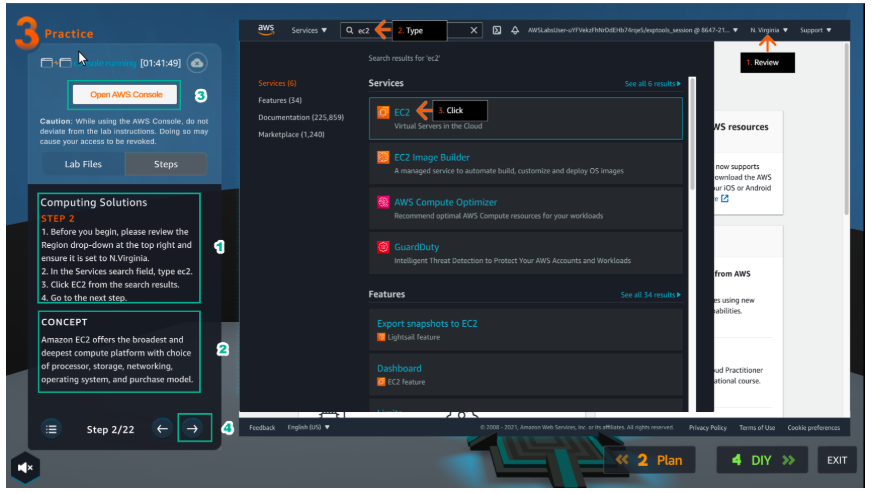 3 Practice
console running [01:41:49]
Open AWS Console
3
Caution: While using the AWS Console, do not
deviate from the lab instructions. Doing so may
cause your access to be revoked.
Lab Files
Steps
Computing Solutions
STEP 2
1. Before you begin, please review the
Region drop-down at the top right and
ensure it is set to N.Virginia.
2. In the Services search field, type ec2.
3. Click EC2 from the search results.
4. Go to the next step.
1
CONCEPT
Amazon EC2 offers the broadest and
deepest compute platform with choice
of processor, storage, networking,
operating system, and purchase model.
2
Step 2/22
4
aws
Services ▼
ec2
2. Type
X
AWSLabsUser-uYFVekzFhNrDdEHb74rqeS/esptools_session @ 8647-21... ▼
N. Virginia ▼
Support ▼
1. Review
Search results for 'ec2'
Services (6)
Features (34)
Documentation (225,859)
Marketplace (1,240)
Services
See all 6 results ▶
EC2
3. Click
Virtual Servers in the Cloud
EC2 Image Builder
A managed service to automate build, customize and deploy OS images
AWS Compute Optimizer
Recommend optimal AWS Compute resources for your workloads
GuardDuty
Intelligent Threat Detection to Protect Your AWS Accounts and Workloads
Features
See all 34 results ▶
Export snapshots to EC2
Lightsail feature
Dashboard
EC2 feature
Limits
WS resources
now supports
ownload the AWS
ur iOS or Android
from AWS
es using new
abilities.
ud Practitioner
ational course.
Feedback
English (US) ▼
© 2008 - 2021, Amazon Web Services, Inc. or its affiliates. All rights reserved.
Privacy Policy
Terms of Use
Cookie preferences
<< 2 Plan
4 DIY >>
EXIT